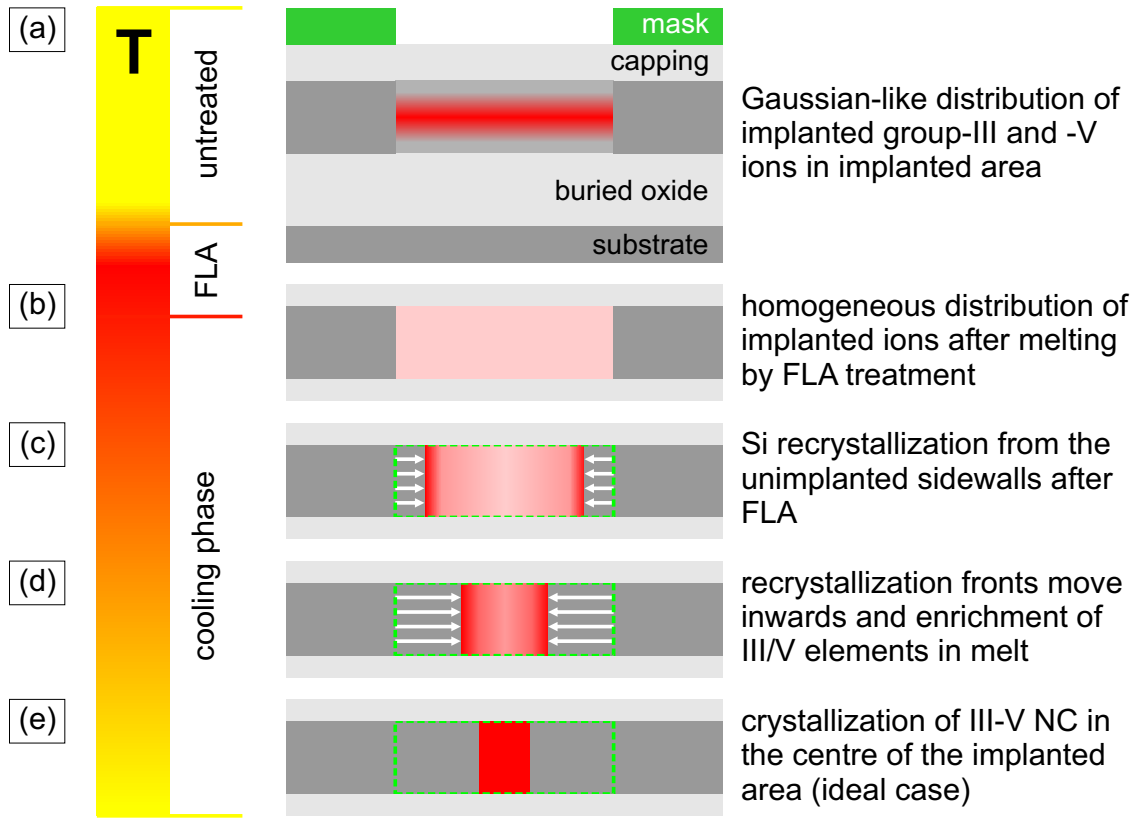 (a)
T
untreated
mask
capping
buried oxide
substrate
Gaussian-like distribution of
implanted group-III and -V
ions in implanted area
FLA
(b)
homogeneous distribution of
implanted ions after melting
by FLA treatment
cooling phase
(c)
Si recrystallization from the
unimplanted sidewalls after
FLA
(d)
recrystallization fronts move
inwards and enrichment of
III/V elements in melt
(e)
crystallization of III-V NC in
the centre of the implanted
area (ideal case)